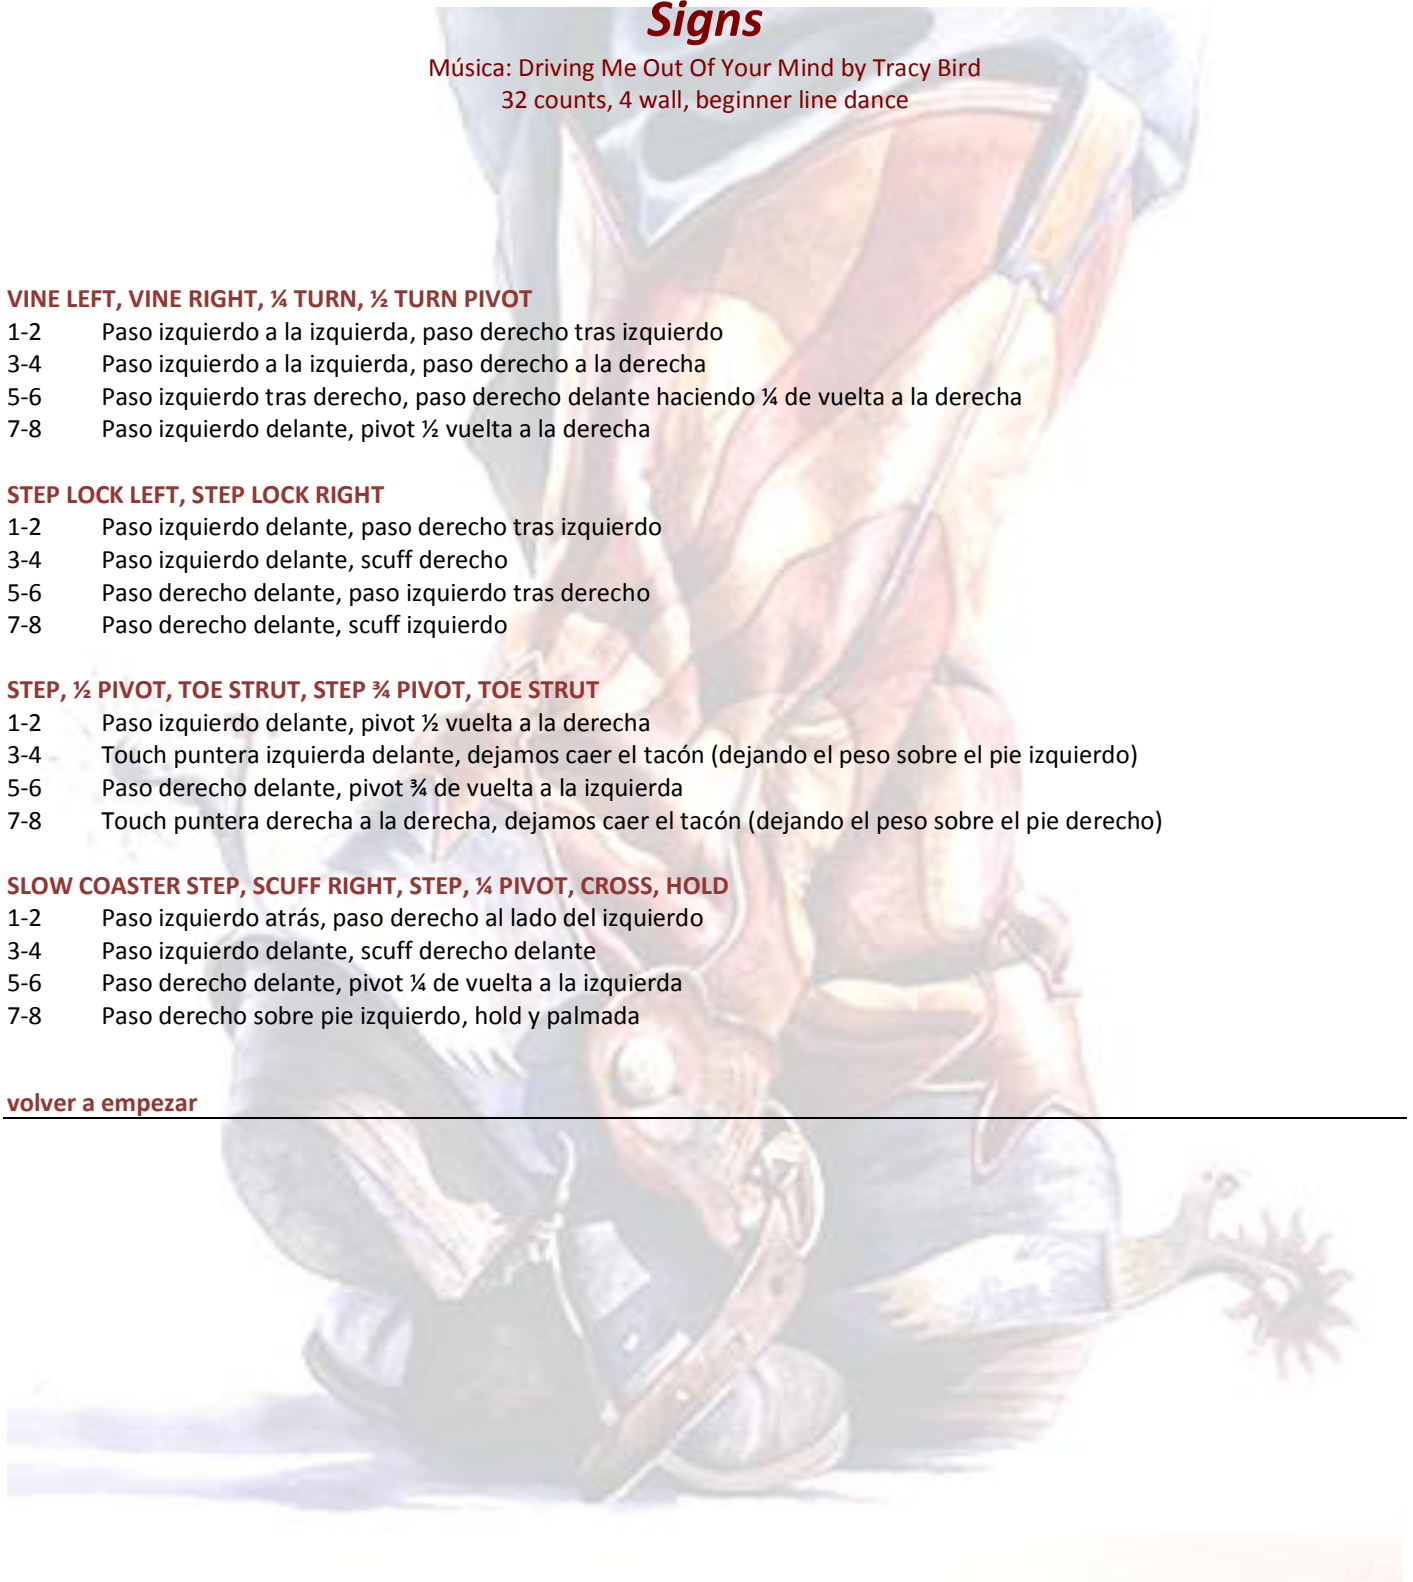 Signs
Música: Driving Me Out Of Your Mind by Tracy Bird
32 counts, 4 wall, beginner line dance
VINE LEFT, VINE RIGHT, ¼ TURN, ½ TURN PIVOT
1-2 Paso izquierdo a la izquierda, paso derecho tras izquierdo
3-4 Paso izquierdo a la izquierda, paso derecho a la derecha
5-6 Paso izquierdo tras derecho, paso derecho delante haciendo ¼ de vuelta a la derecha
7-8 Paso izquierdo delante, pivot ½ vuelta a la derecha
STEP LOCK LEFT, STEP LOCK RIGHT
1-2 Paso izquierdo delante, paso derecho tras izquierdo
3-4 Paso izquierdo delante, scuff derecho
5-6 Paso derecho delante, paso izquierdo tras derecho
7-8 Paso derecho delante, scuff izquierdo
STEP, ½ PIVOT, TOE STRUT, STEP ¾ PIVOT, TOE STRUT
1-2 Paso izquierdo delante, pivot ½ vuelta a la derecha
3-4 Touch puntera izquierda delante, dejamos caer el tacón (dejando el peso sobre el pie izquierdo)
5-6 Paso derecho delante, pivot ¾ de vuelta a la izquierda
7-8 Touch puntera derecha a la derecha, dejamos caer el tacón (dejando el peso sobre el pie derecho)
SLOW COASTER STEP, SCUFF RIGHT, STEP, ¼ PIVOT, CROSS, HOLD
1-2 Paso izquierdo atrás, paso derecho al lado del izquierdo
3-4 Paso izquierdo delante, scuff derecho delante
5-6 Paso derecho delante, pivot ¼ de vuelta a la izquierda
7-8 Paso derecho sobre pie izquierdo, hold y palmada
volver a empezar